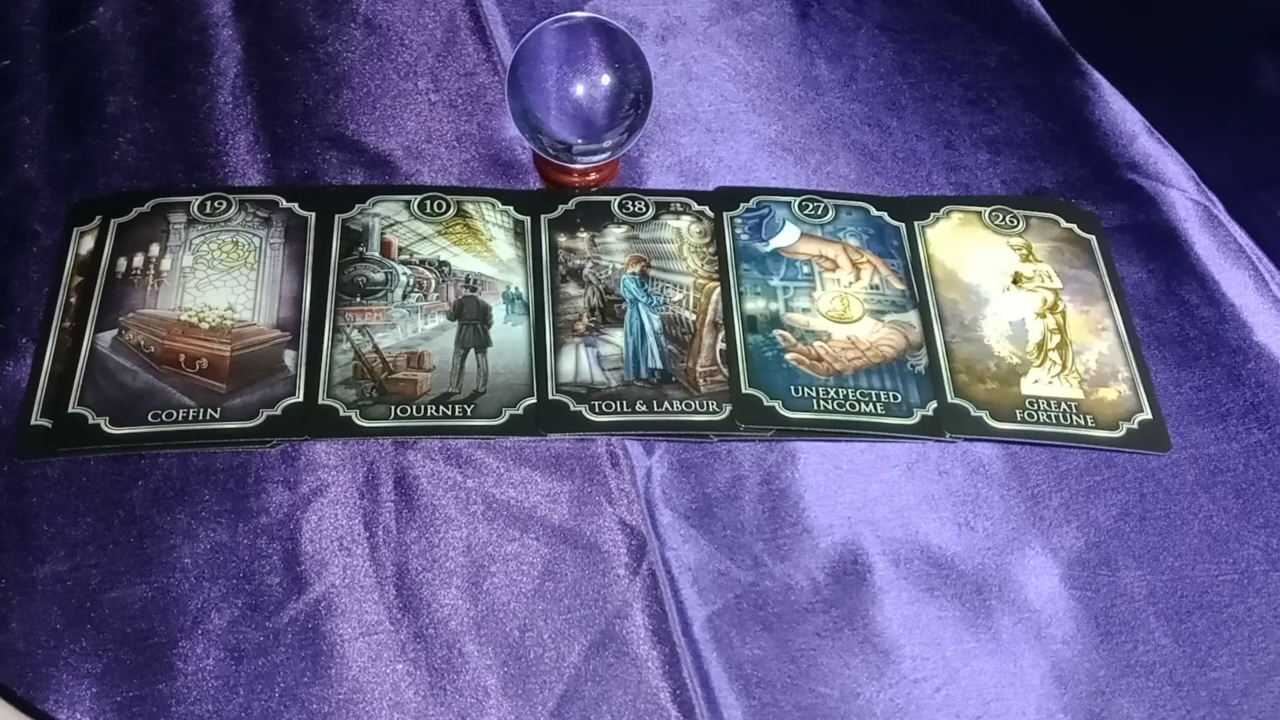 19
COFFIN
10
JOURNEY
38
TOIL & LABOUR
27
UNEXPECTED
INCOME
26
GREAT
FORTUNE